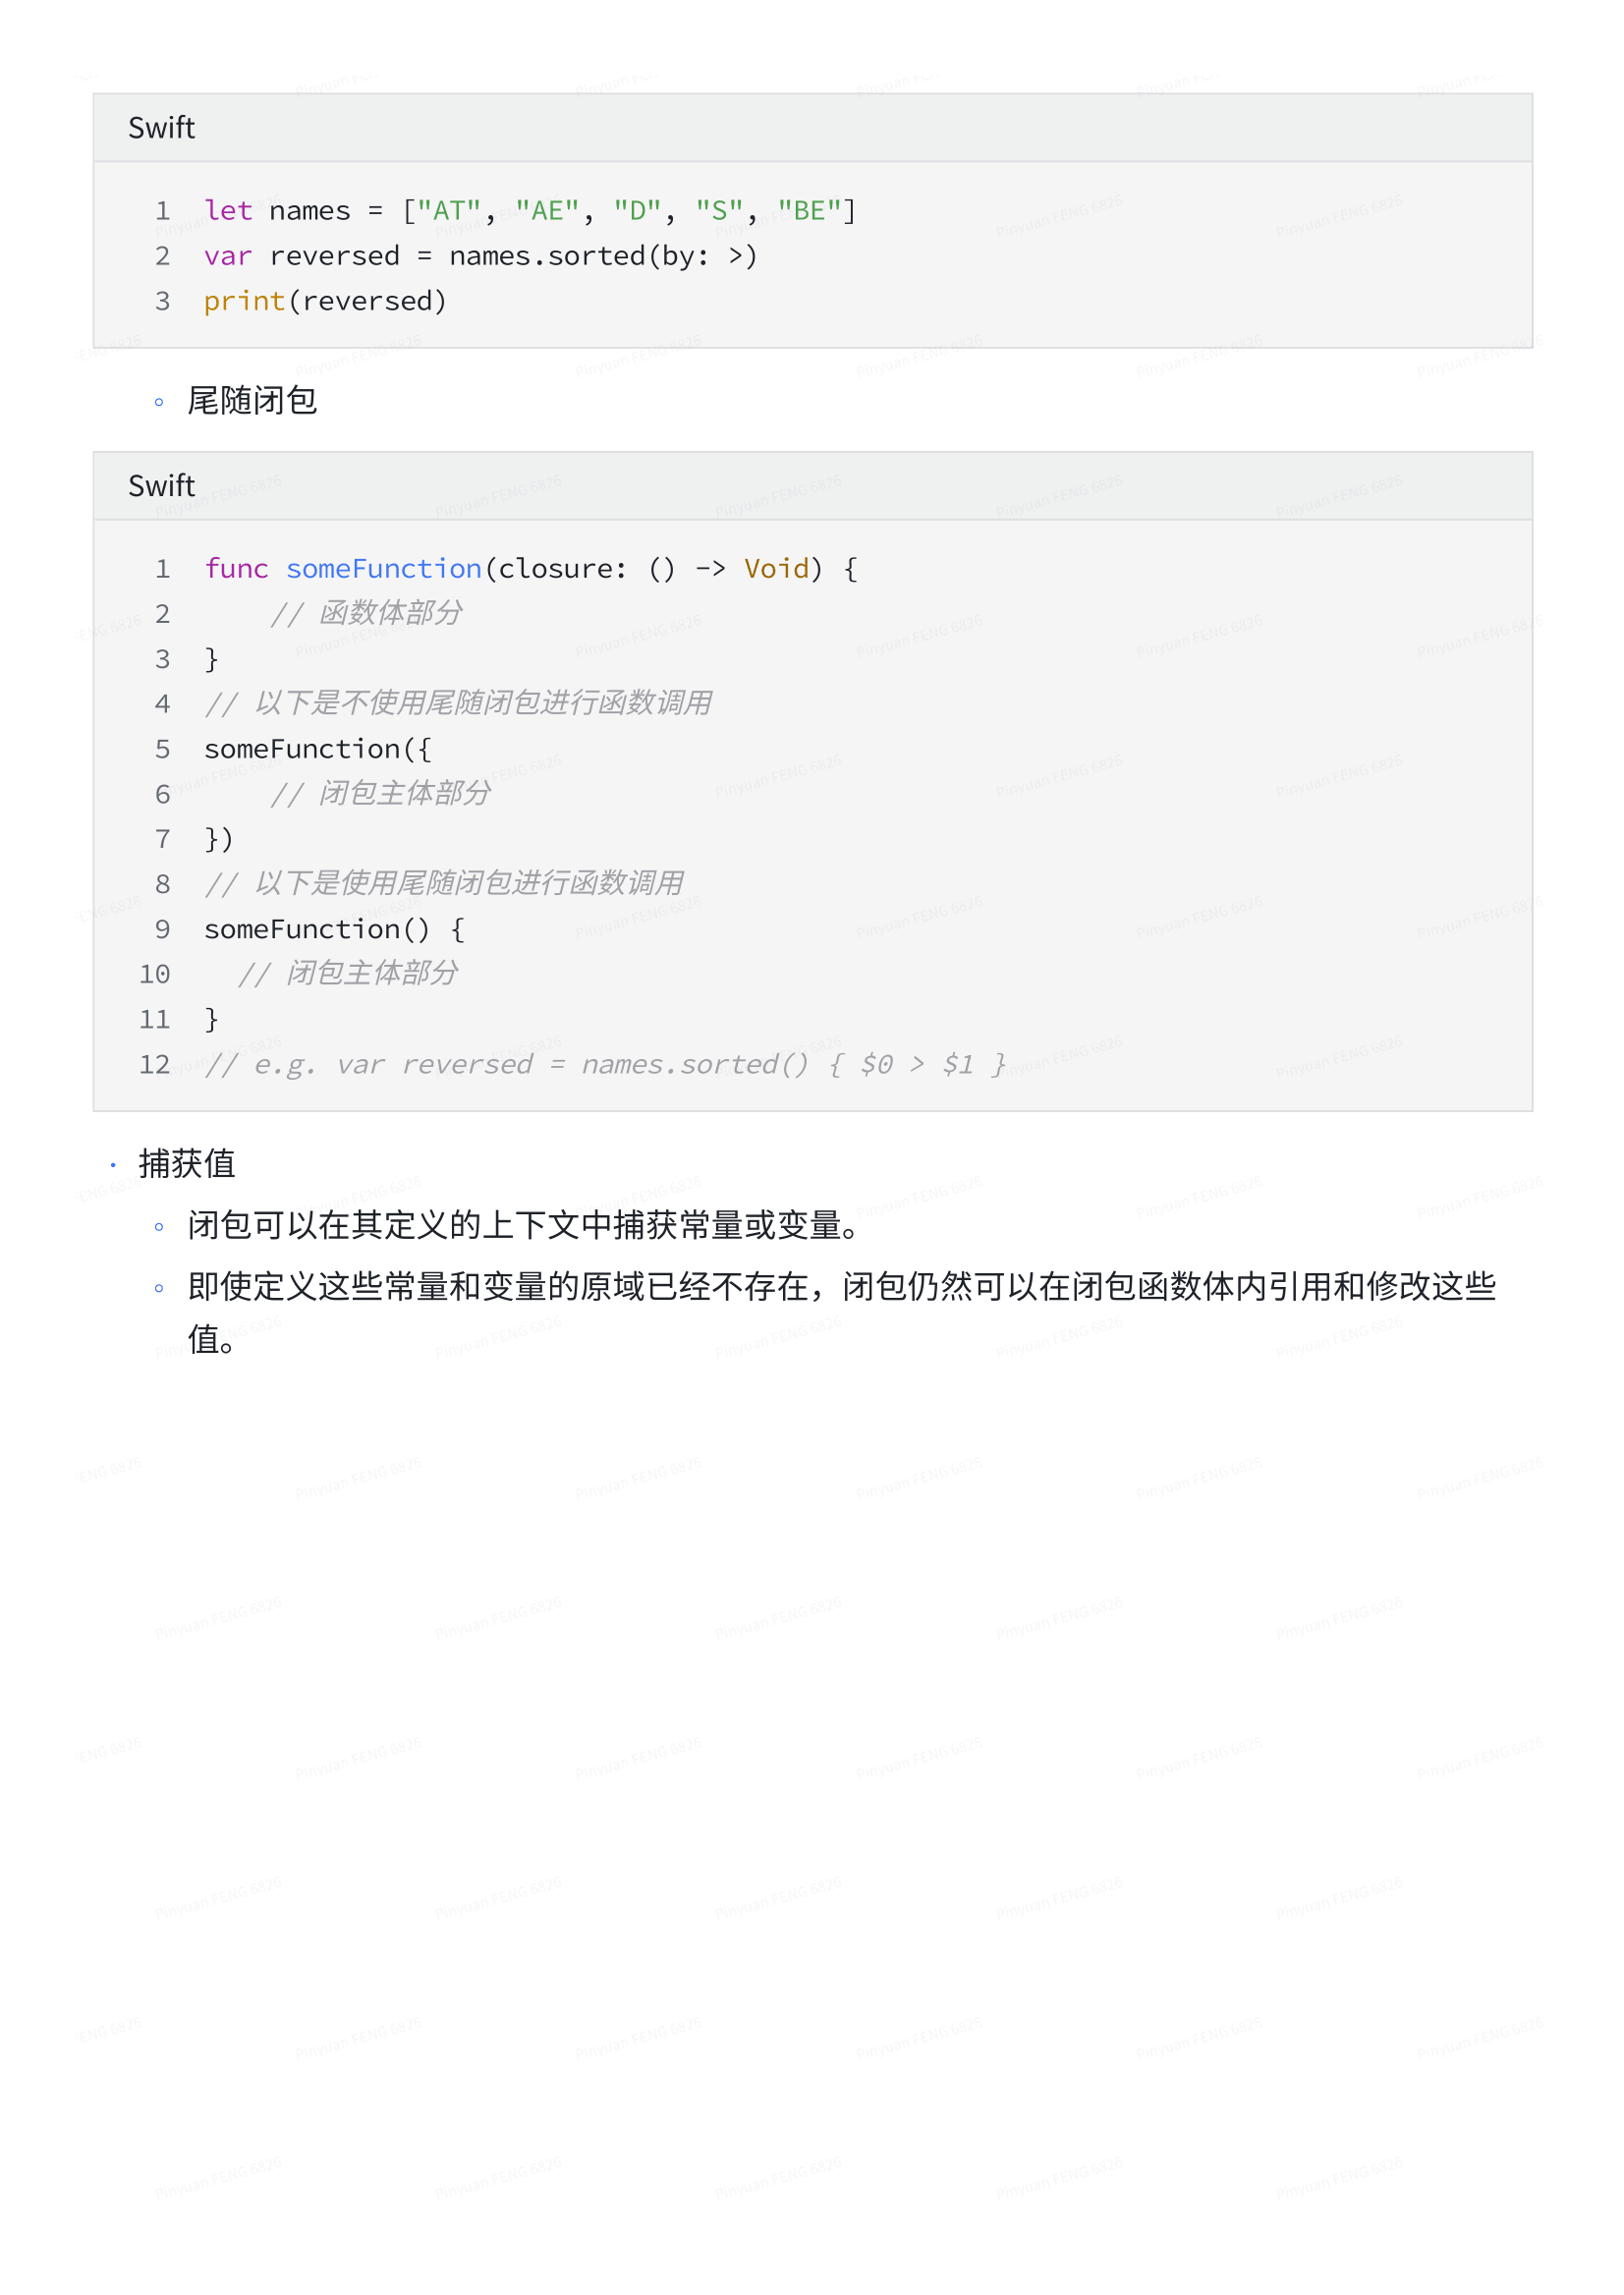 Swift
1 let names = ["AT", "AE", "D", "S", "BE"]
2 var reversed = names.sorted(by: >)
3 print(reversed)
◦ 尾随闭包
Swift
1 func someFunction(closure: () -> Void) {
2     // 函数体部分
3 }
4 // 以下是不使用尾随闭包进行函数调用
5 someFunction({
6     // 闭包主体部分
7 })
8 // 以下是使用尾随闭包进行函数调用
9 someFunction() {
10   // 闭包主体部分
11 }
12 // e.g. var reversed = names.sorted() { $0 > $1 }
• 捕获值
◦ 闭包可以在其定义的上下文中捕获常量或变量。
◦ 即使定义这些常量和变量的原域已经不存在，闭包仍然可以在闭包函数体内引用和修改这些
值。
Pinyuan FENG 6826